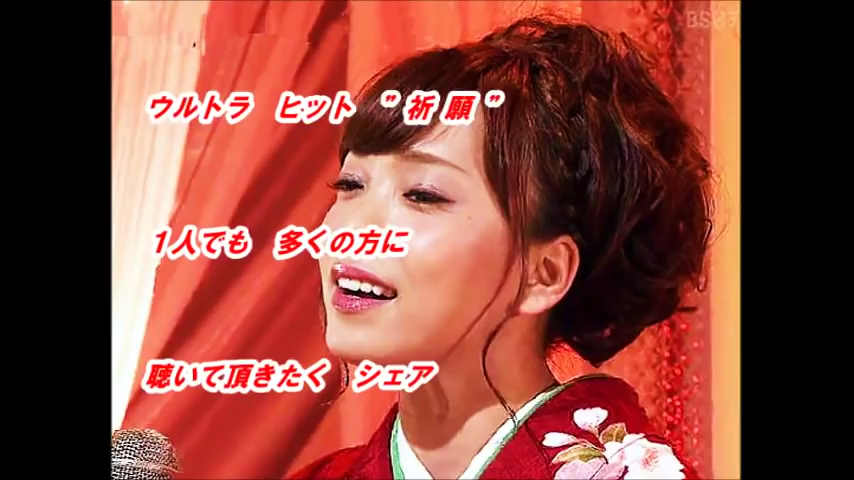 ウルトラ　ヒット　”祈 願”
1人でも　多くの方に
聴いて頂きたく　シェア